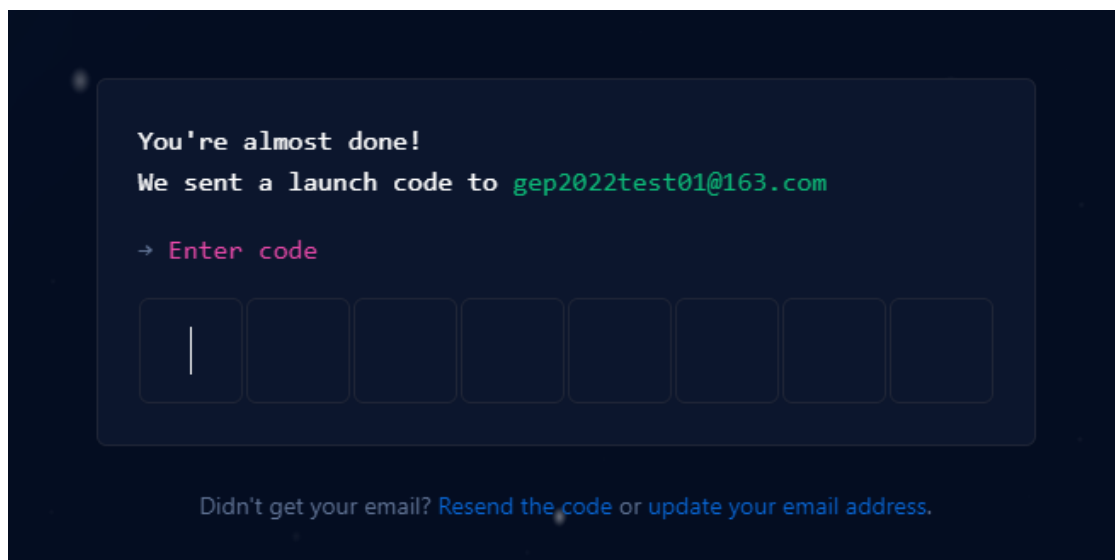 You're almost done!
We sent a launch code to gep2022test01@163.com
→ Enter code
Didn't get your email? Resend the code or update your email address.